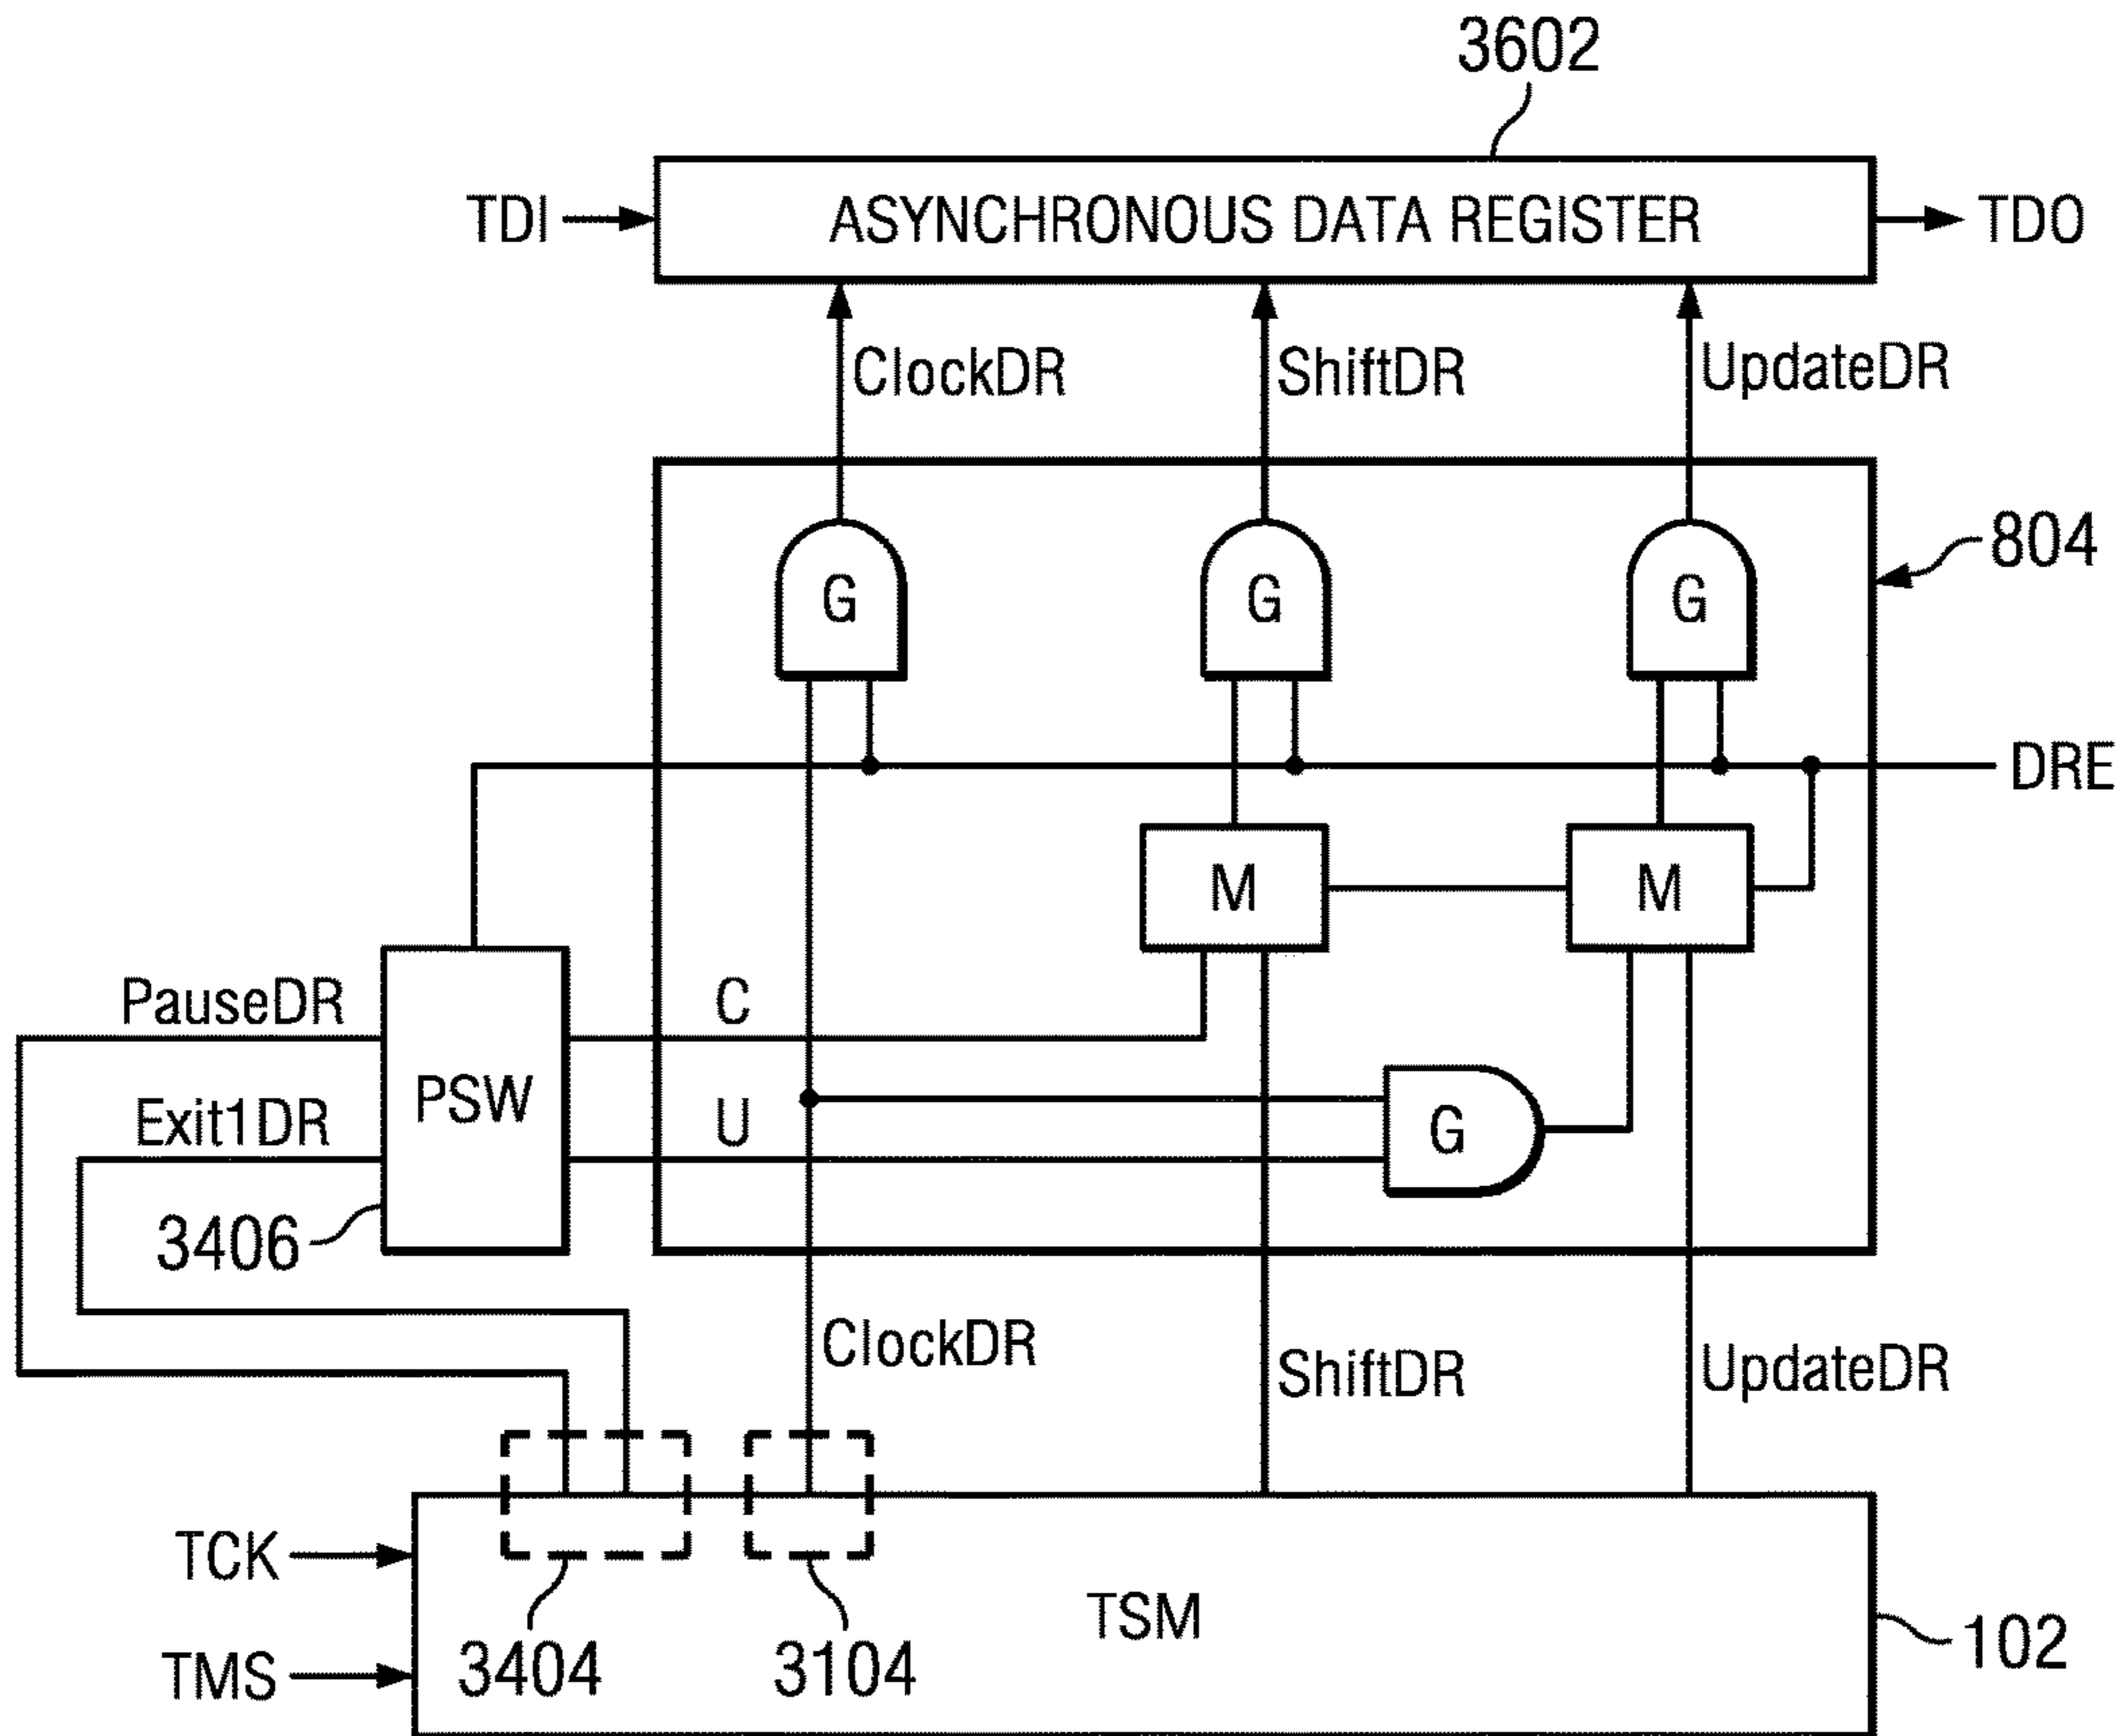 3602
TDI
ASYNCHRONOUS DATA REGISTER
TDO
ClockDR
ShiftDR
UpdateDR
804
G
G
G
DRE
M
M
PauseDR
C
PSW
Exit1DR
U
G
3406
ClockDR
ShiftDR
UpdateDR
TCK
TSM
TMS
3404
3104
102